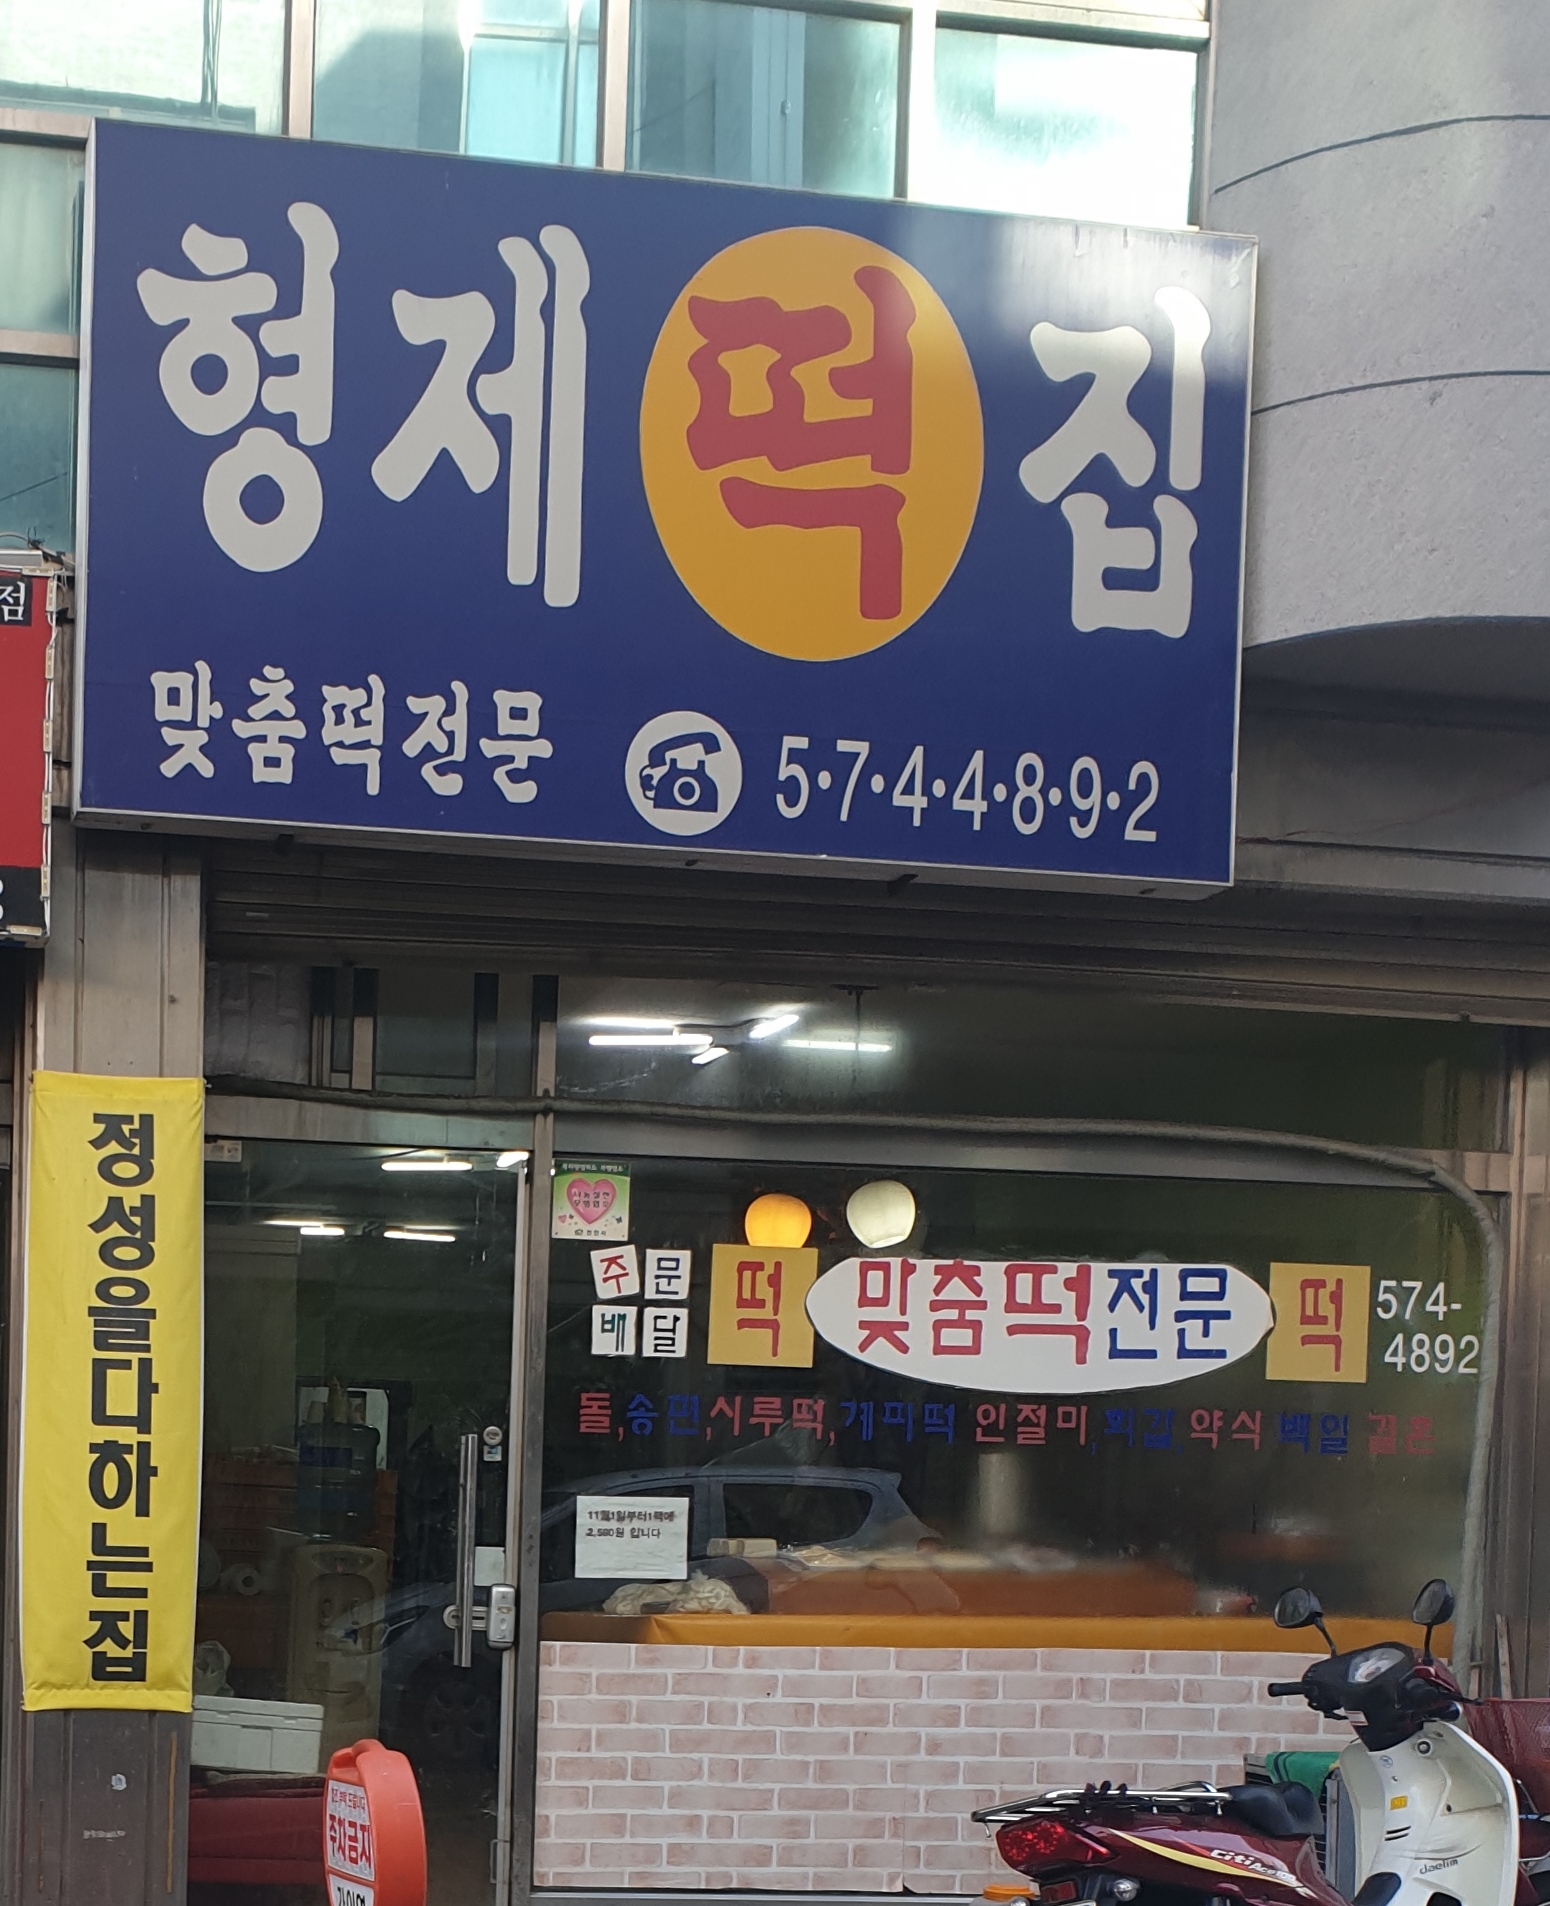 형제떡집
맞춤떡전문
5·7·4·4·8·9·2
점
정성을다하는집
주문
배달
떡
맞춤떡전문
떡
574-
4892
돌,송편,시루떡,개피떡 인절미,회갑,약식 백일 결혼
11월1일부터1팩에
2,500원 입니다
주차금지
CitiAce
daelim